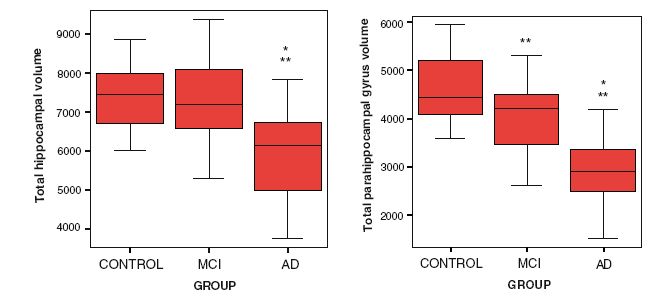 Total hippocampal volume
9000
8000
7000
6000
5000
4000
*
**
CONTROL MCI AD
GROUP
Total parahippocampal gyrus volume
6000
5000
4000
3000
2000
**
*
**
CONTROL MCI AD
GROUP